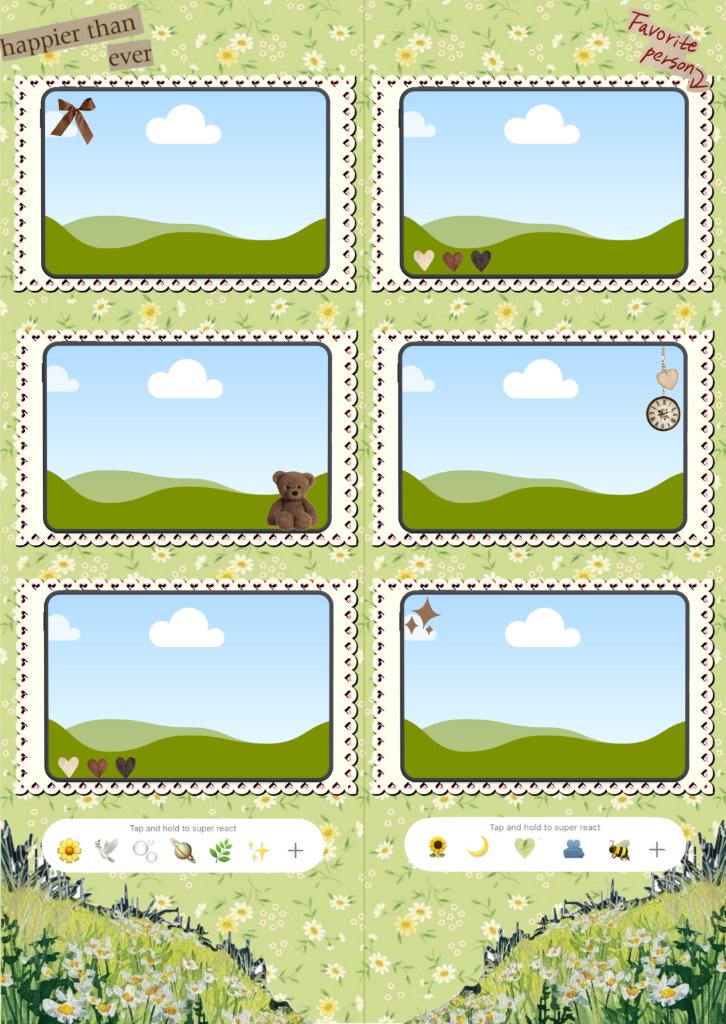 happier than
ever
Favorite
person
Tap and hold to super react
Tap and hold to super react